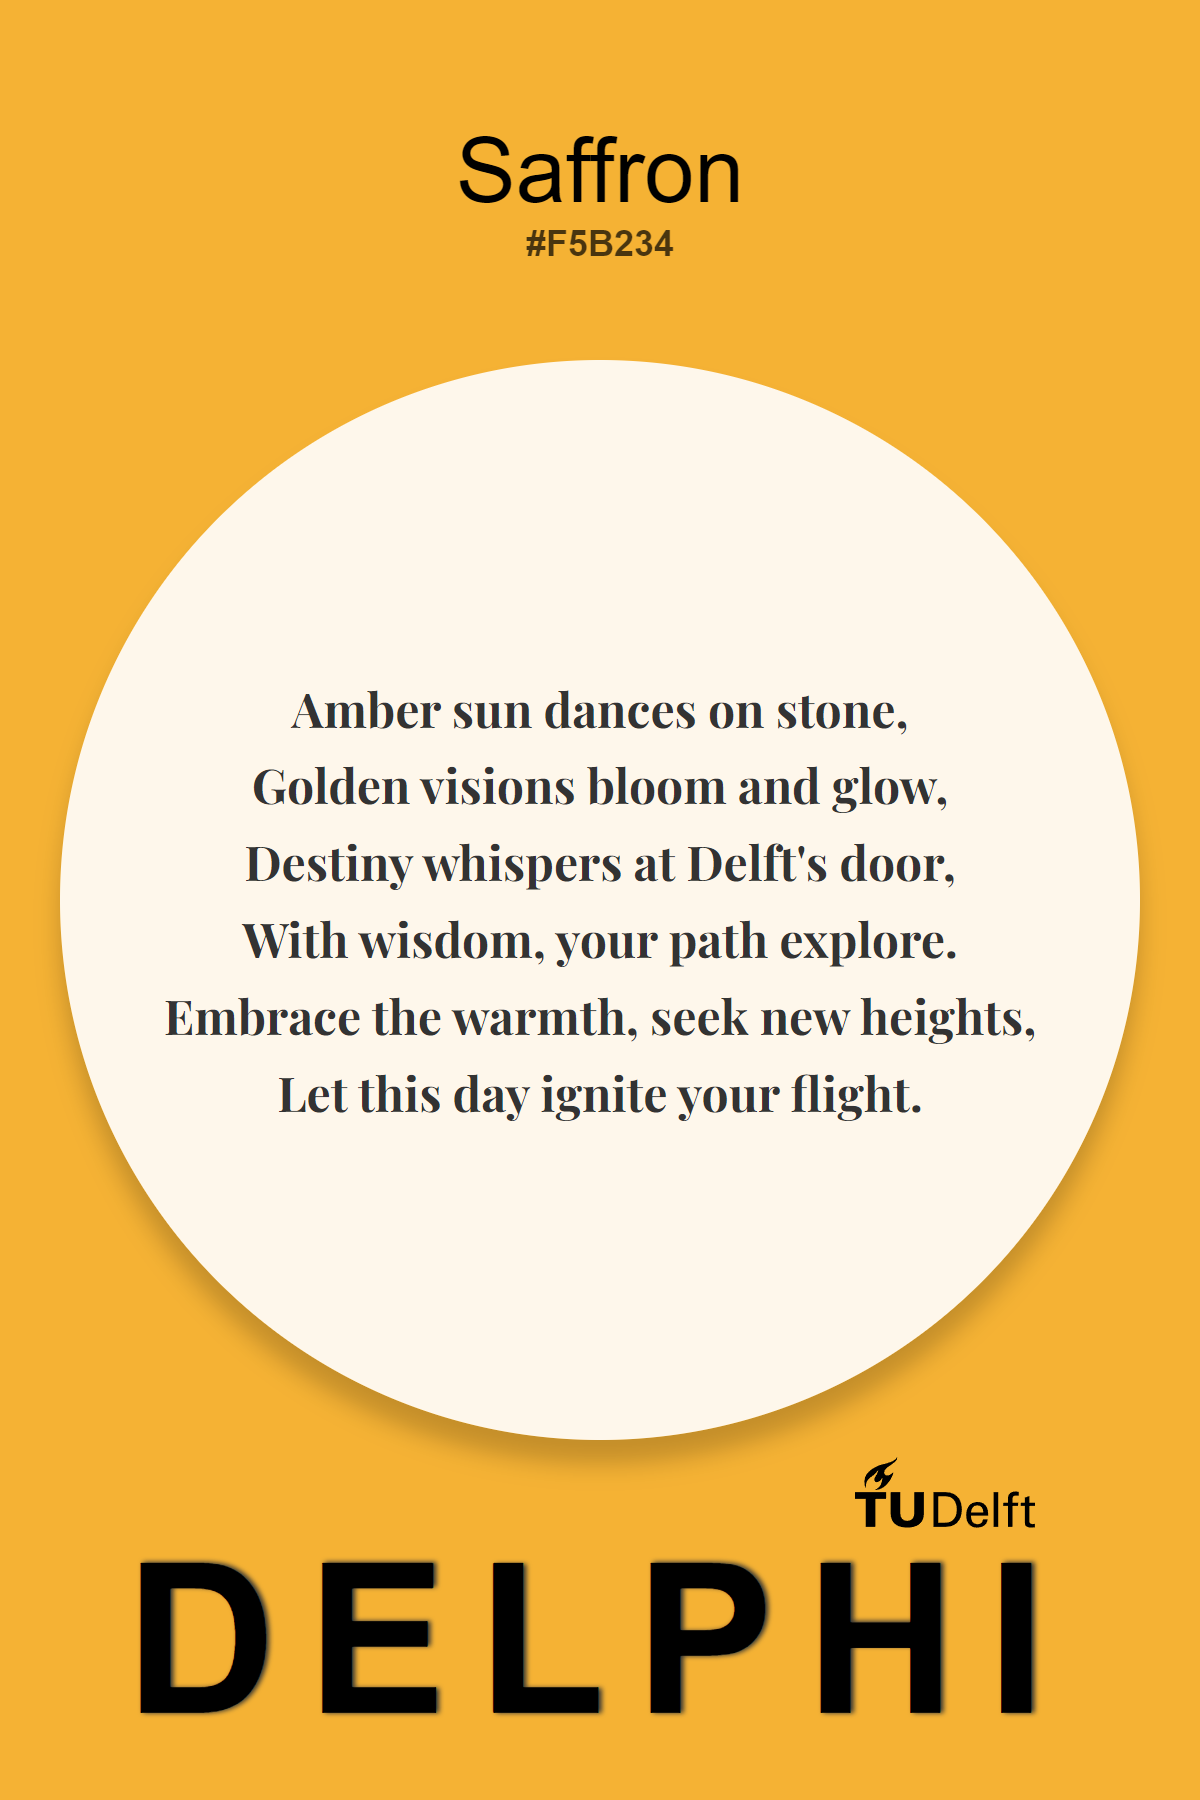 Saffron
#F5B234
Amber sun dances on stone,
Golden visions bloom and glow,
Destiny whispers at Delft's door,
With wisdom, your path explore.
Embrace the warmth, seek new heights,
Let this day ignite your flight.
TUDelft
DELPHI